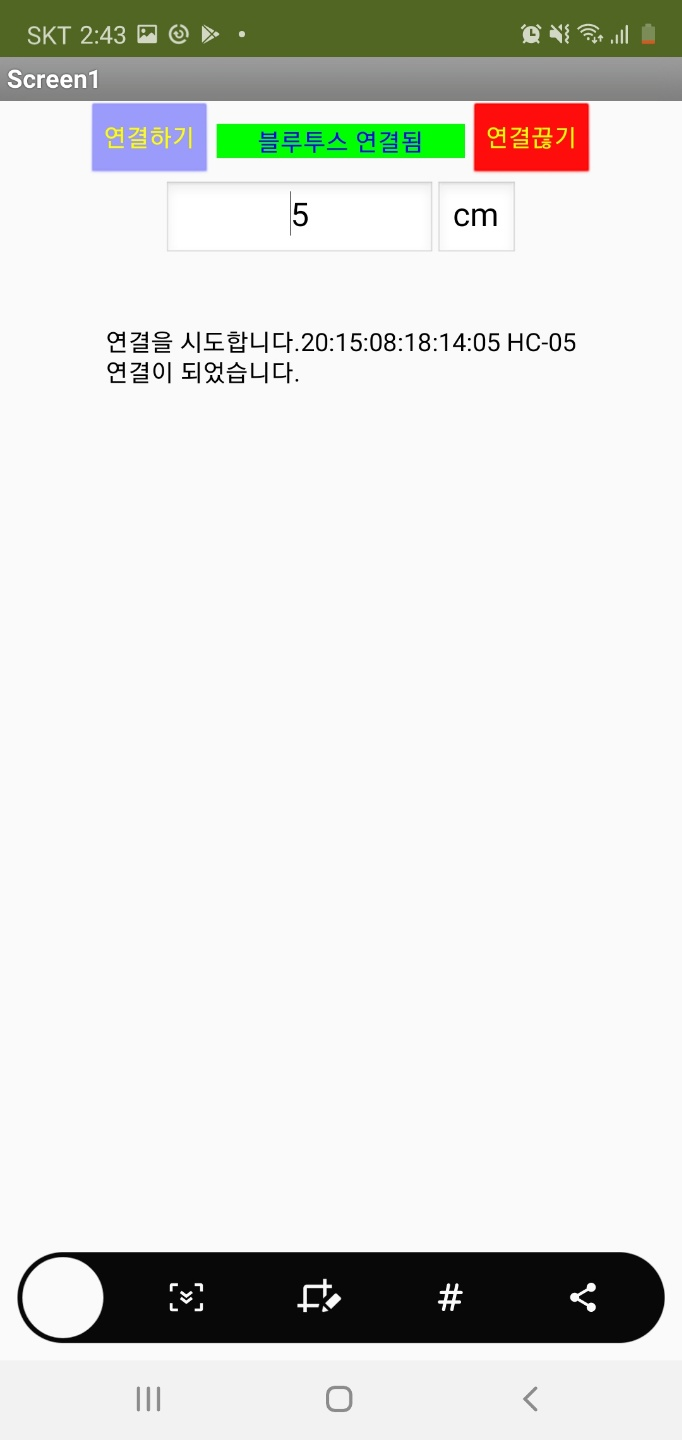 SKT 2:43
Screen1
연결하기 블루투스 연결됨 연결끊기
5 cm
연결을 시도합니다.20:15:08:18:14:05 HC-05
연결이 되었습니다.
#